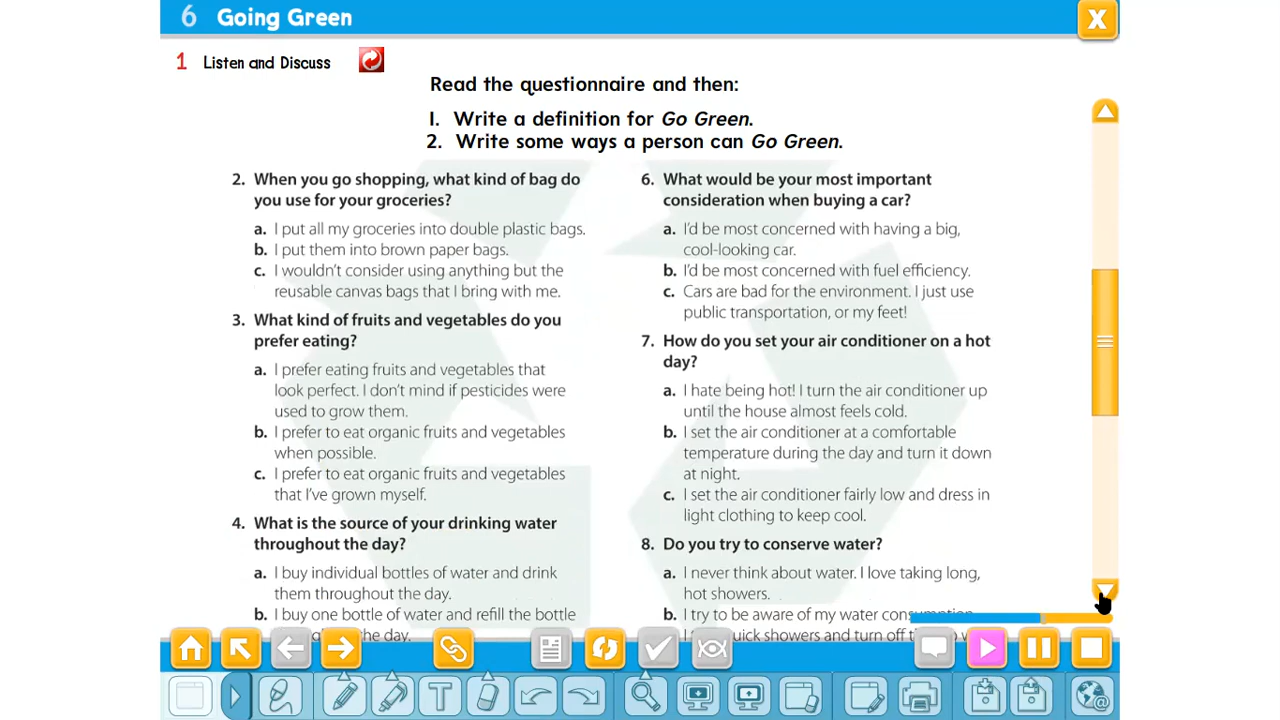 6 Going Green
X
1 Listen and Discuss
Read the questionnaire and then:
1. Write a definition for Go Green.
2. Write some ways a person can Go Green.
2. When you go shopping, what kind of bag do
you use for your groceries?
a. I put all my groceries into double plastic bags.
b. I put them into brown paper bags.
c. I wouldn't consider using anything but the
reusable canvas bags that I bring with me.
3. What kind of fruits and vegetables do you
prefer eating?
a. I prefer eating fruits and vegetables that
look perfect. I don't mind if pesticides were
used to grow them.
b. I prefer to eat organic fruits and vegetables
when possible.
c. I prefer to eat organic fruits and vegetables
that I've grown myself.
4. What is the source of your drinking water
throughout the day?
a. I buy individual bottles of water and drink
them throughout the day.
b. I buy one bottle of water and refill the bottle
the day.
6. What would be your most important
consideration when buying a car?
a. I'd be most concerned with having a big,
cool-looking car.
b. I'd be most concerned with fuel efficiency.
c. Cars are bad for the environment. I just use
public transportation, or my feet!
7. How do you set your air conditioner on a hot
day?
a. I hate being hot! I turn the air conditioner up
until the house almost feels cold.
b. I set the air conditioner at a comfortable
temperature during the day and turn it down
at night.
c. I set the air conditioner fairly low and dress in
light clothing to keep cool.
8. Do you try to conserve water?
a. I never think about water. I love taking long,
hot showers.
b. I try to be aware of my water consumption.
quick showers and turn off
T